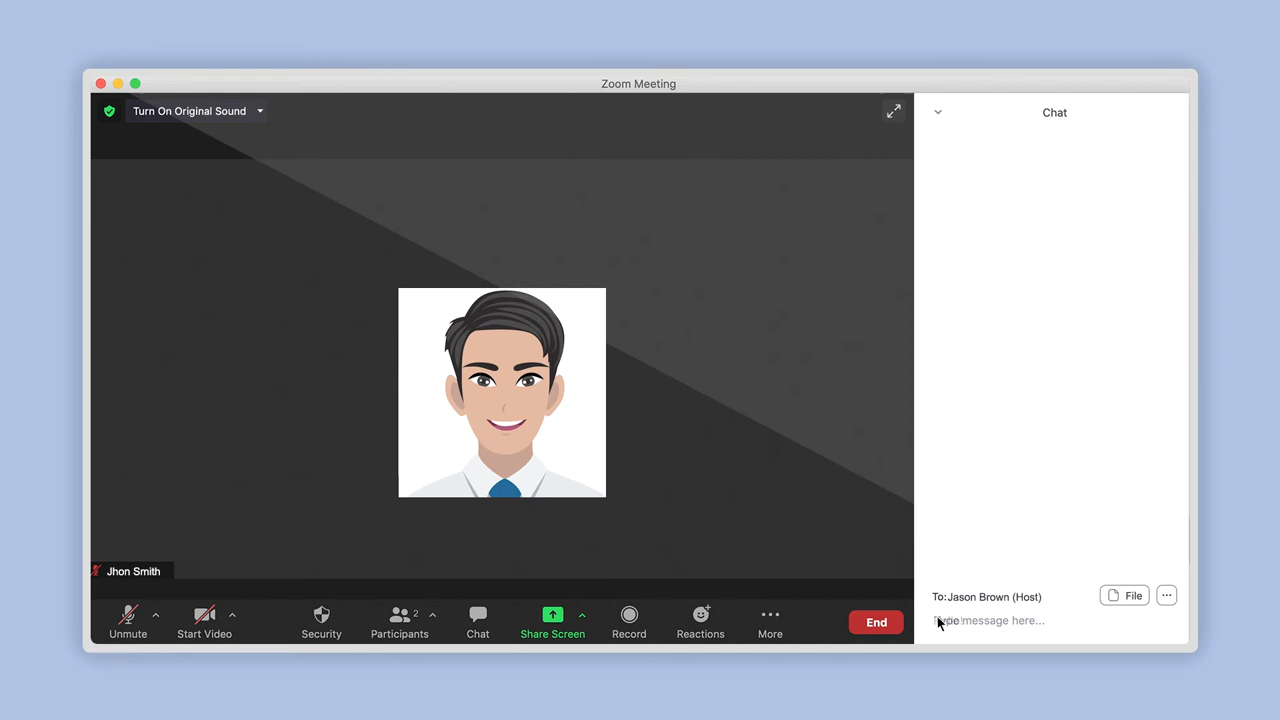 Zoom Meeting
Turn On Original Sound
Chat
Jhon Smith
To:Jason Brown (Host)
File
message here...
Unmute
Start Video
Security
Participants
2
Chat
Share Screen
Record
Reactions
More
End